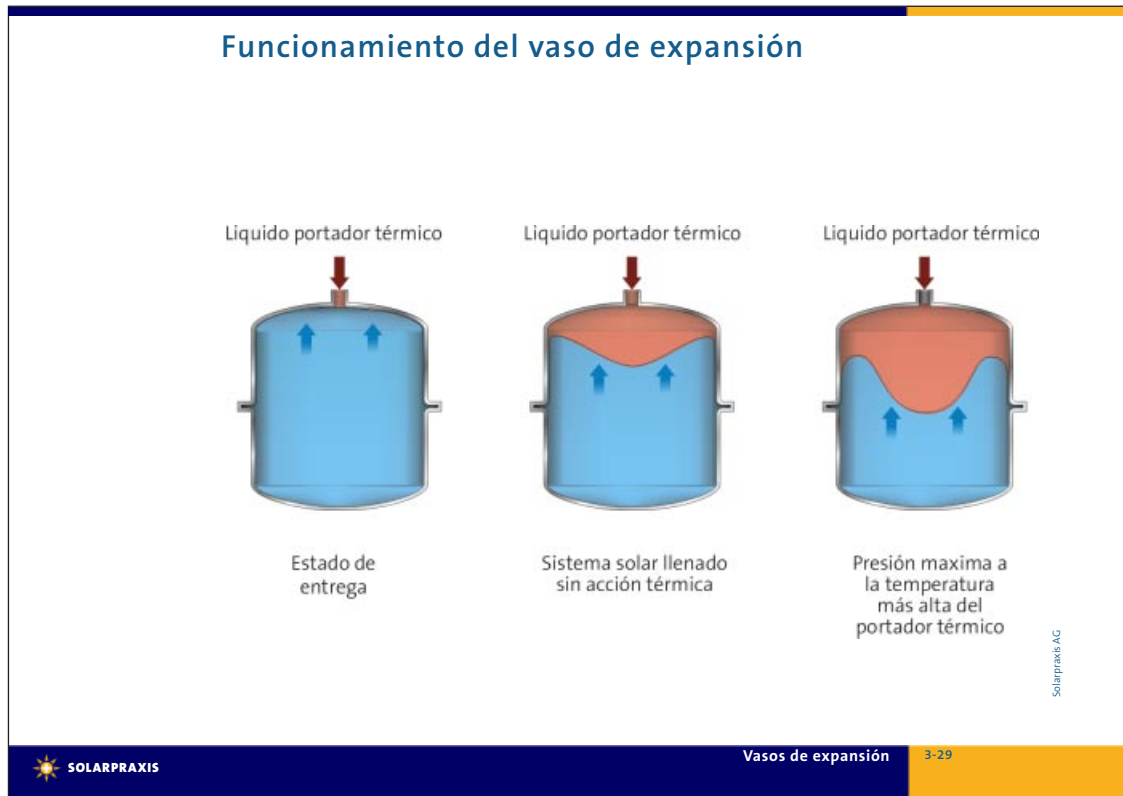 Funcionamiento del vaso de expansión
Liquido portador térmico
Liquido portador térmico
Liquido portador térmico
Estado de
entrega
Sistema solar llenado
sin acción térmica
Presión maxima a
la temperatura
más alta del
portador térmico
Solarpraxis AG
SOLARPRAXIS
Vasos de expansión
3-29